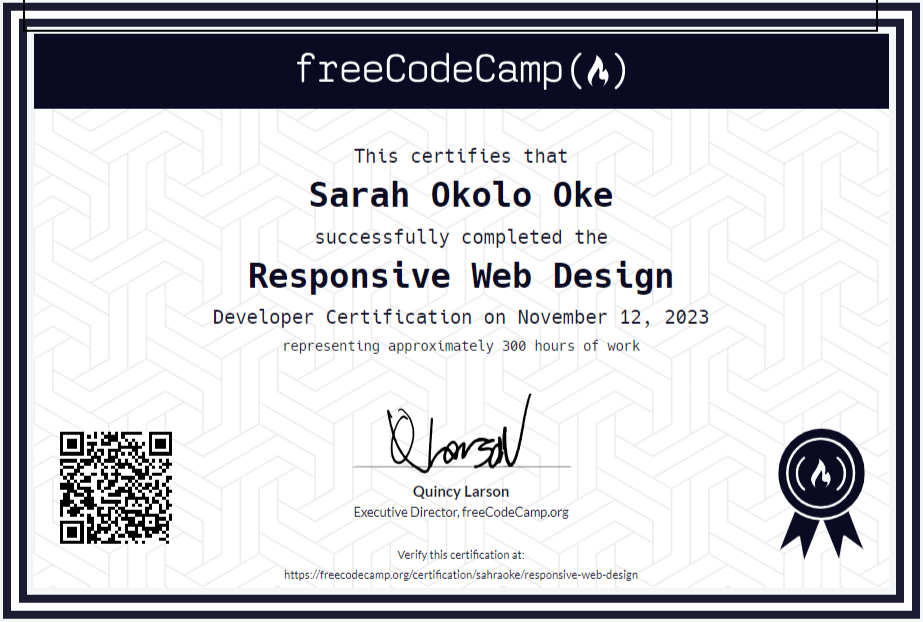 freeCodeCamp
This certifies that
Sarah Okolo Oke
successfully completed the
Responsive Web Design
Developer Certification on November 12, 2023
representing approximately 300 hours of work
QLarson
Quincy Larson
Executive Director, freeCodeCamp.org
Verify this certification at:
https://freecodecamp.org/certification/sahraoke/responsive-web-design